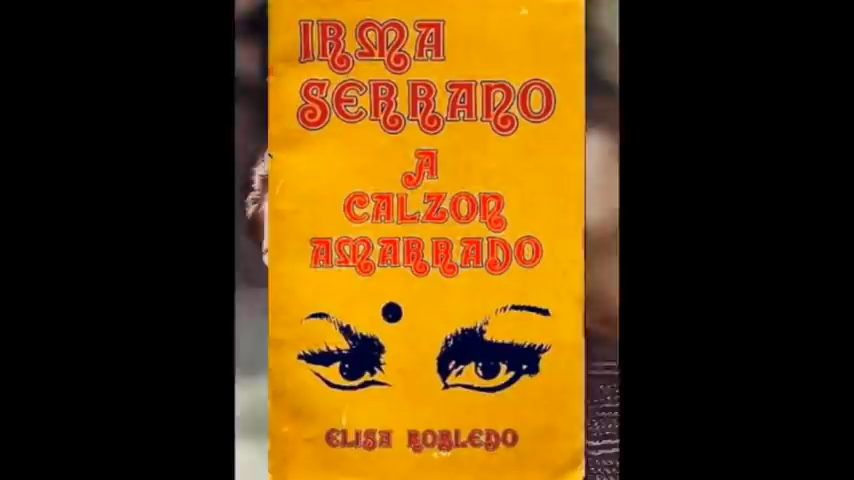 IRMA
SERRANO
A
CALZON
AMARRADO
ELISA ROBLEDO